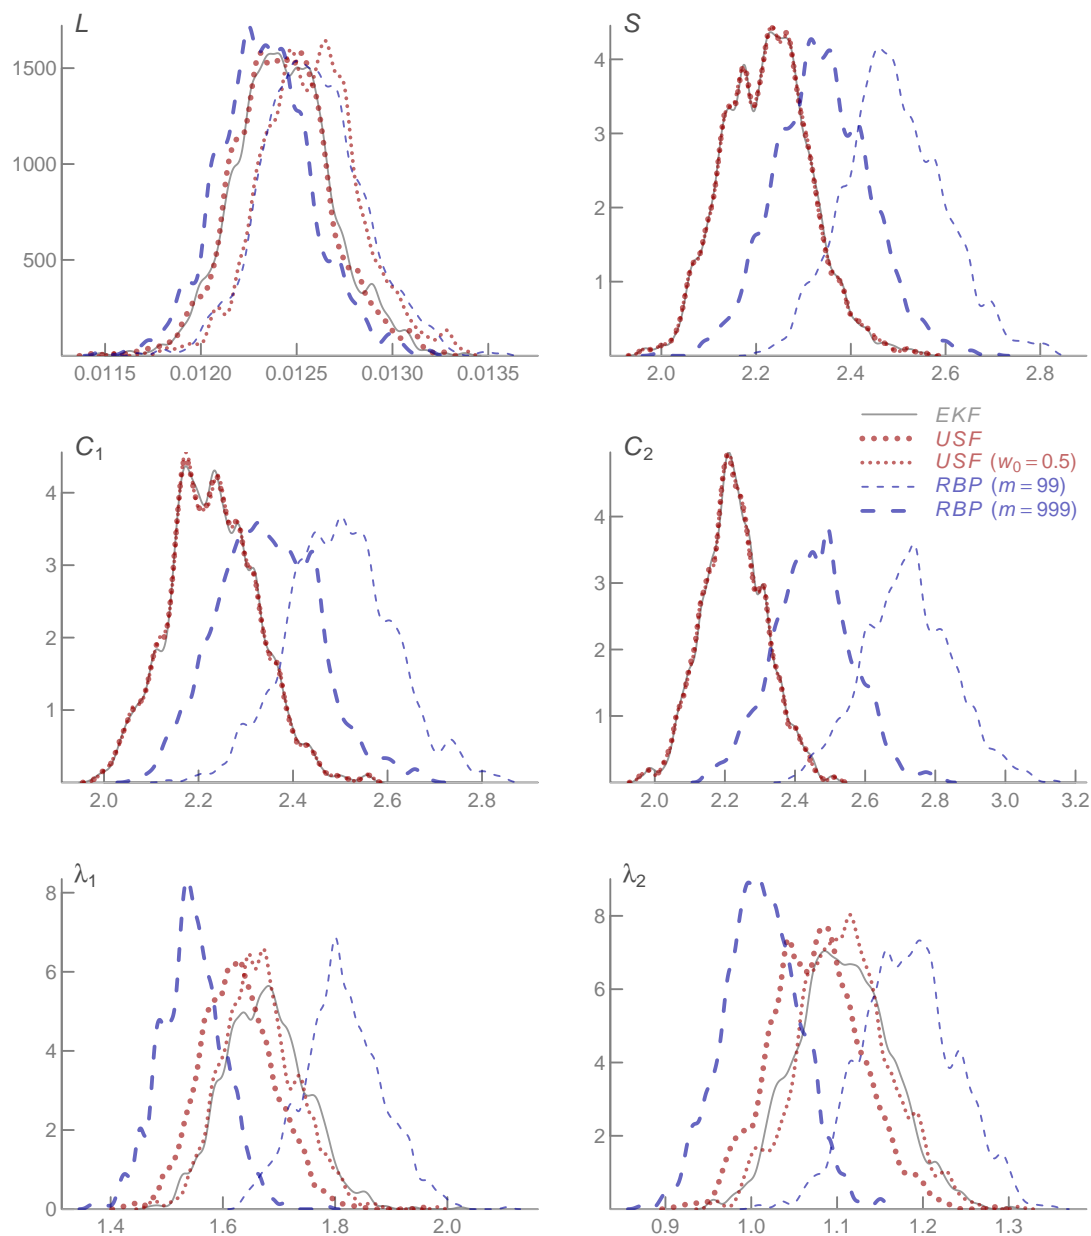 L
1500
1000
500
0.0115 0.0120 0.0125 0.0130 0.0135
S
4
3
2
1
2.0 2.2 2.4 2.6 2.8
EKF
USF
USF (w₀ = 0.5)
RBP (m = 99)
RBP (m = 999)
C₁
4
3
2
1
2.0 2.2 2.4 2.6 2.8
C₂
4
3
2
1
2.0 2.2 2.4 2.6 2.8 3.0 3.2
λ₁
8
6
4
2
0
1.4 1.6 1.8 2.0
λ₂
8
6
4
2
0.9 1.0 1.1 1.2 1.3